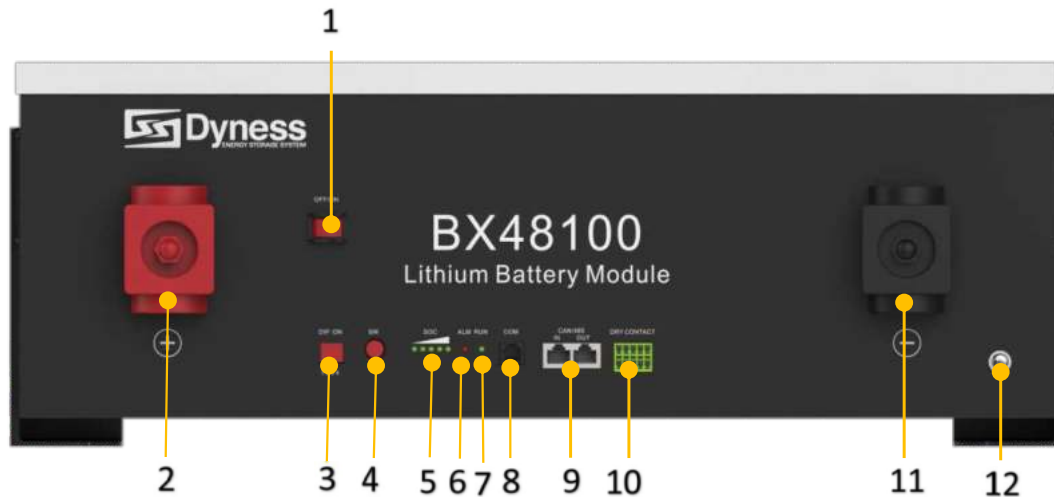 1
Dyness
ENERGY STORAGE SYSTEM
OFF/ON
BX48100
Lithium Battery Module
DIP ON SW SOC ALM RUN COM CAN/485 DRY CONTACT
IN OUT
2 3 4 5 6 7 8 9 10 11 12